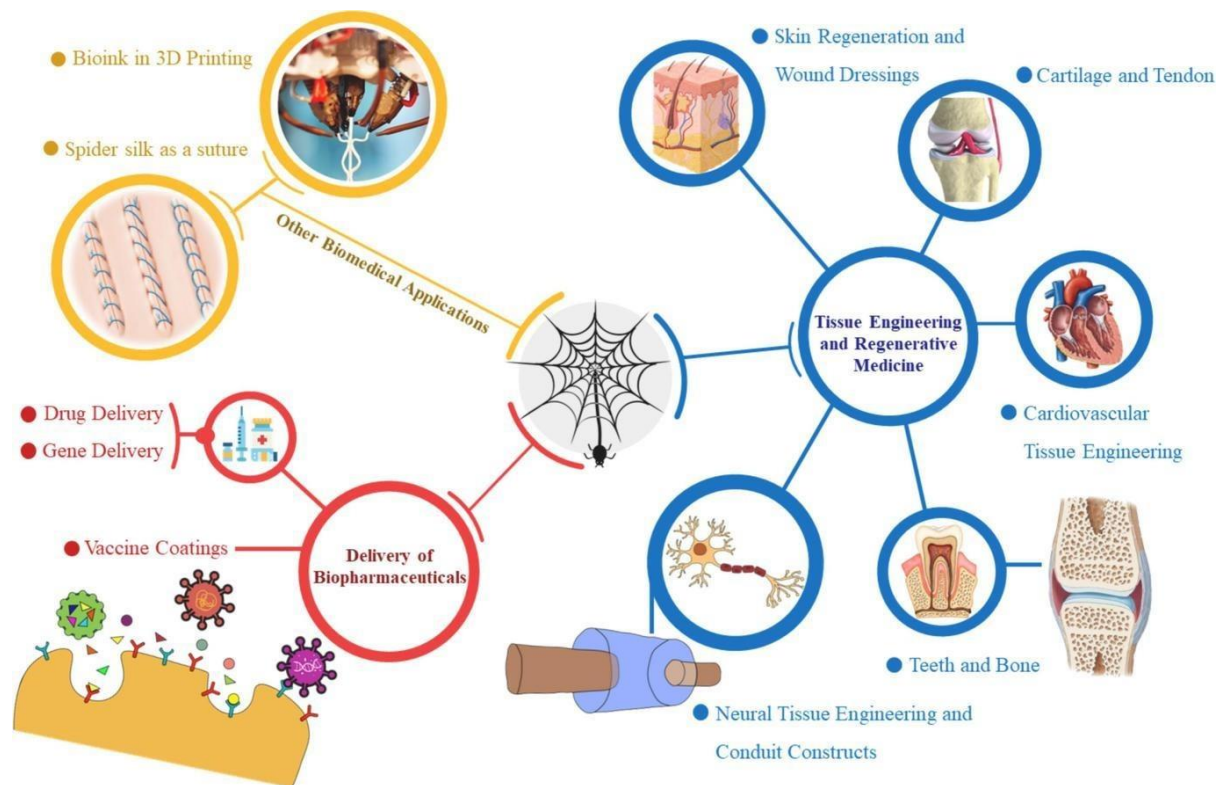 Bioink in 3D Printing
Spider silk as a suture
Other Biomedical Applications
Skin Regeneration and
Wound Dressings
Cartilage and Tendon
Tissue Engineering
and Regenerative
Medicine
Cardiovascular
Tissue Engineering
Drug Delivery
Gene Delivery
Vaccine Coatings
Delivery of
Biopharmaceuticals
Teeth and Bone
Neural Tissue Engineering and
Conduit Constructs